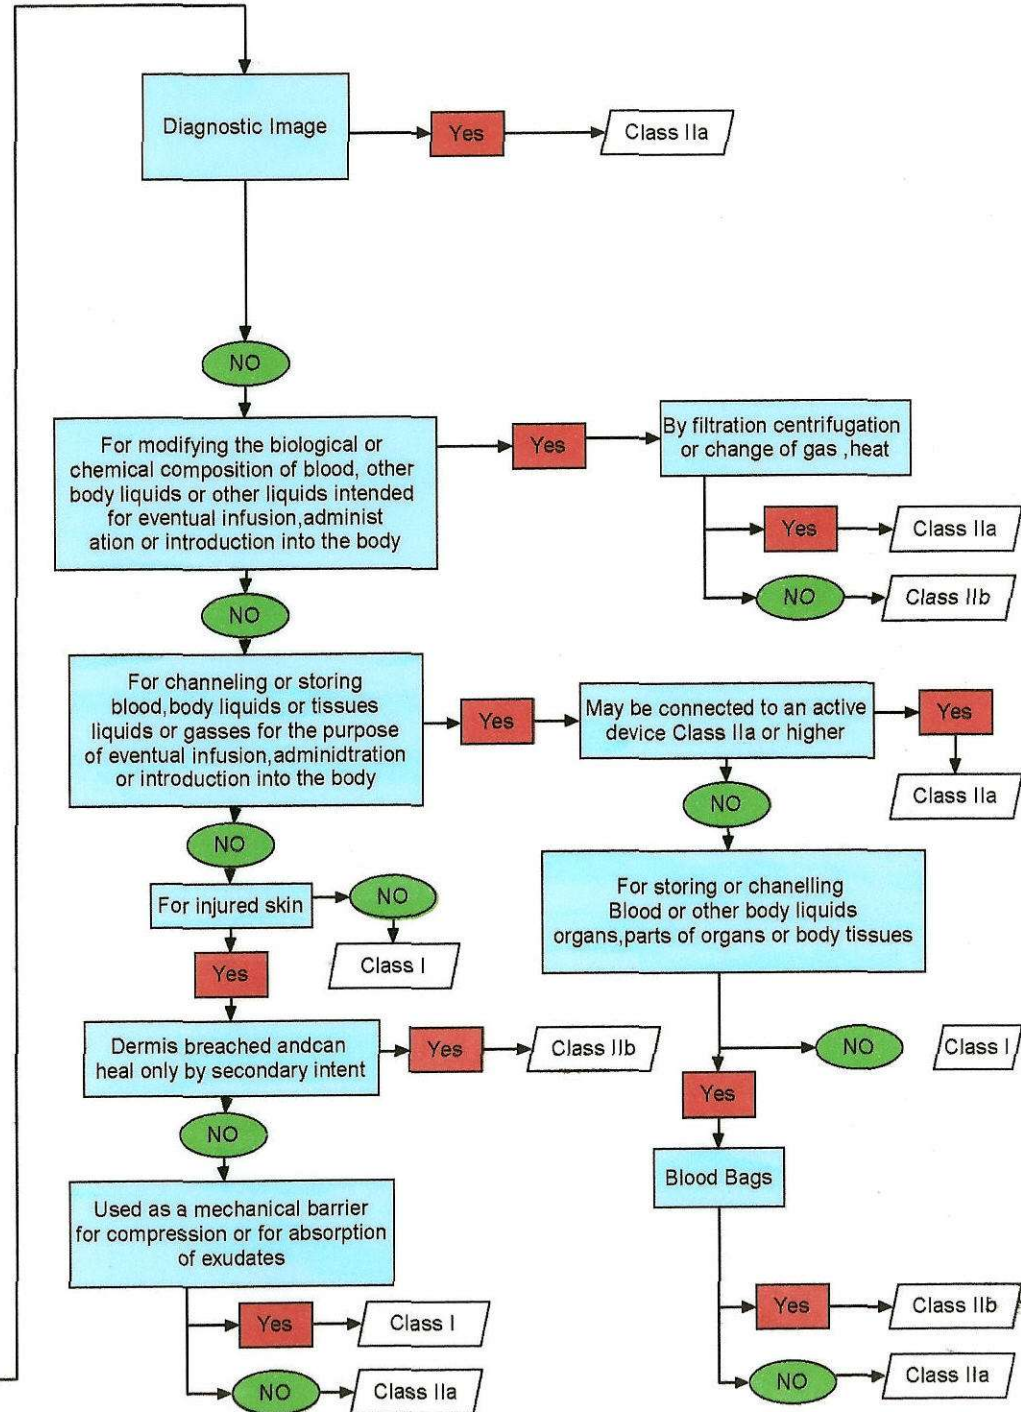 Diagnostic Image
Yes
Class IIa
NO
For modifying the biological or
chemical composition of blood, other
body liquids or other liquids intended
for eventual infusion,administ
ation or introduction into the body
Yes
By filtration centrifugation
or change of gas ,heat
Yes
Class IIa
NO
Class IIb
NO
For channeling or storing
blood,body liquids or tissues
liquids or gasses for the purpose
of eventual infusion,adminidtration
or introduction into the body
Yes
May be connected to an active
device Class IIa or higher
Yes
Class IIa
NO
For storing or chanelling
Blood or other body liquids
organs,parts of organs or body tissues
NO
Class I
Yes
Blood Bags
Yes
Class IIb
NO
Class IIa
NO
For injured skin
NO
Class I
Yes
Dermis breached andcan
heal only by secondary intent
Yes
Class IIb
NO
Used as a mechanical barrier
for compression or for absorption
of exudates
Yes
Class I
NO
Class IIa